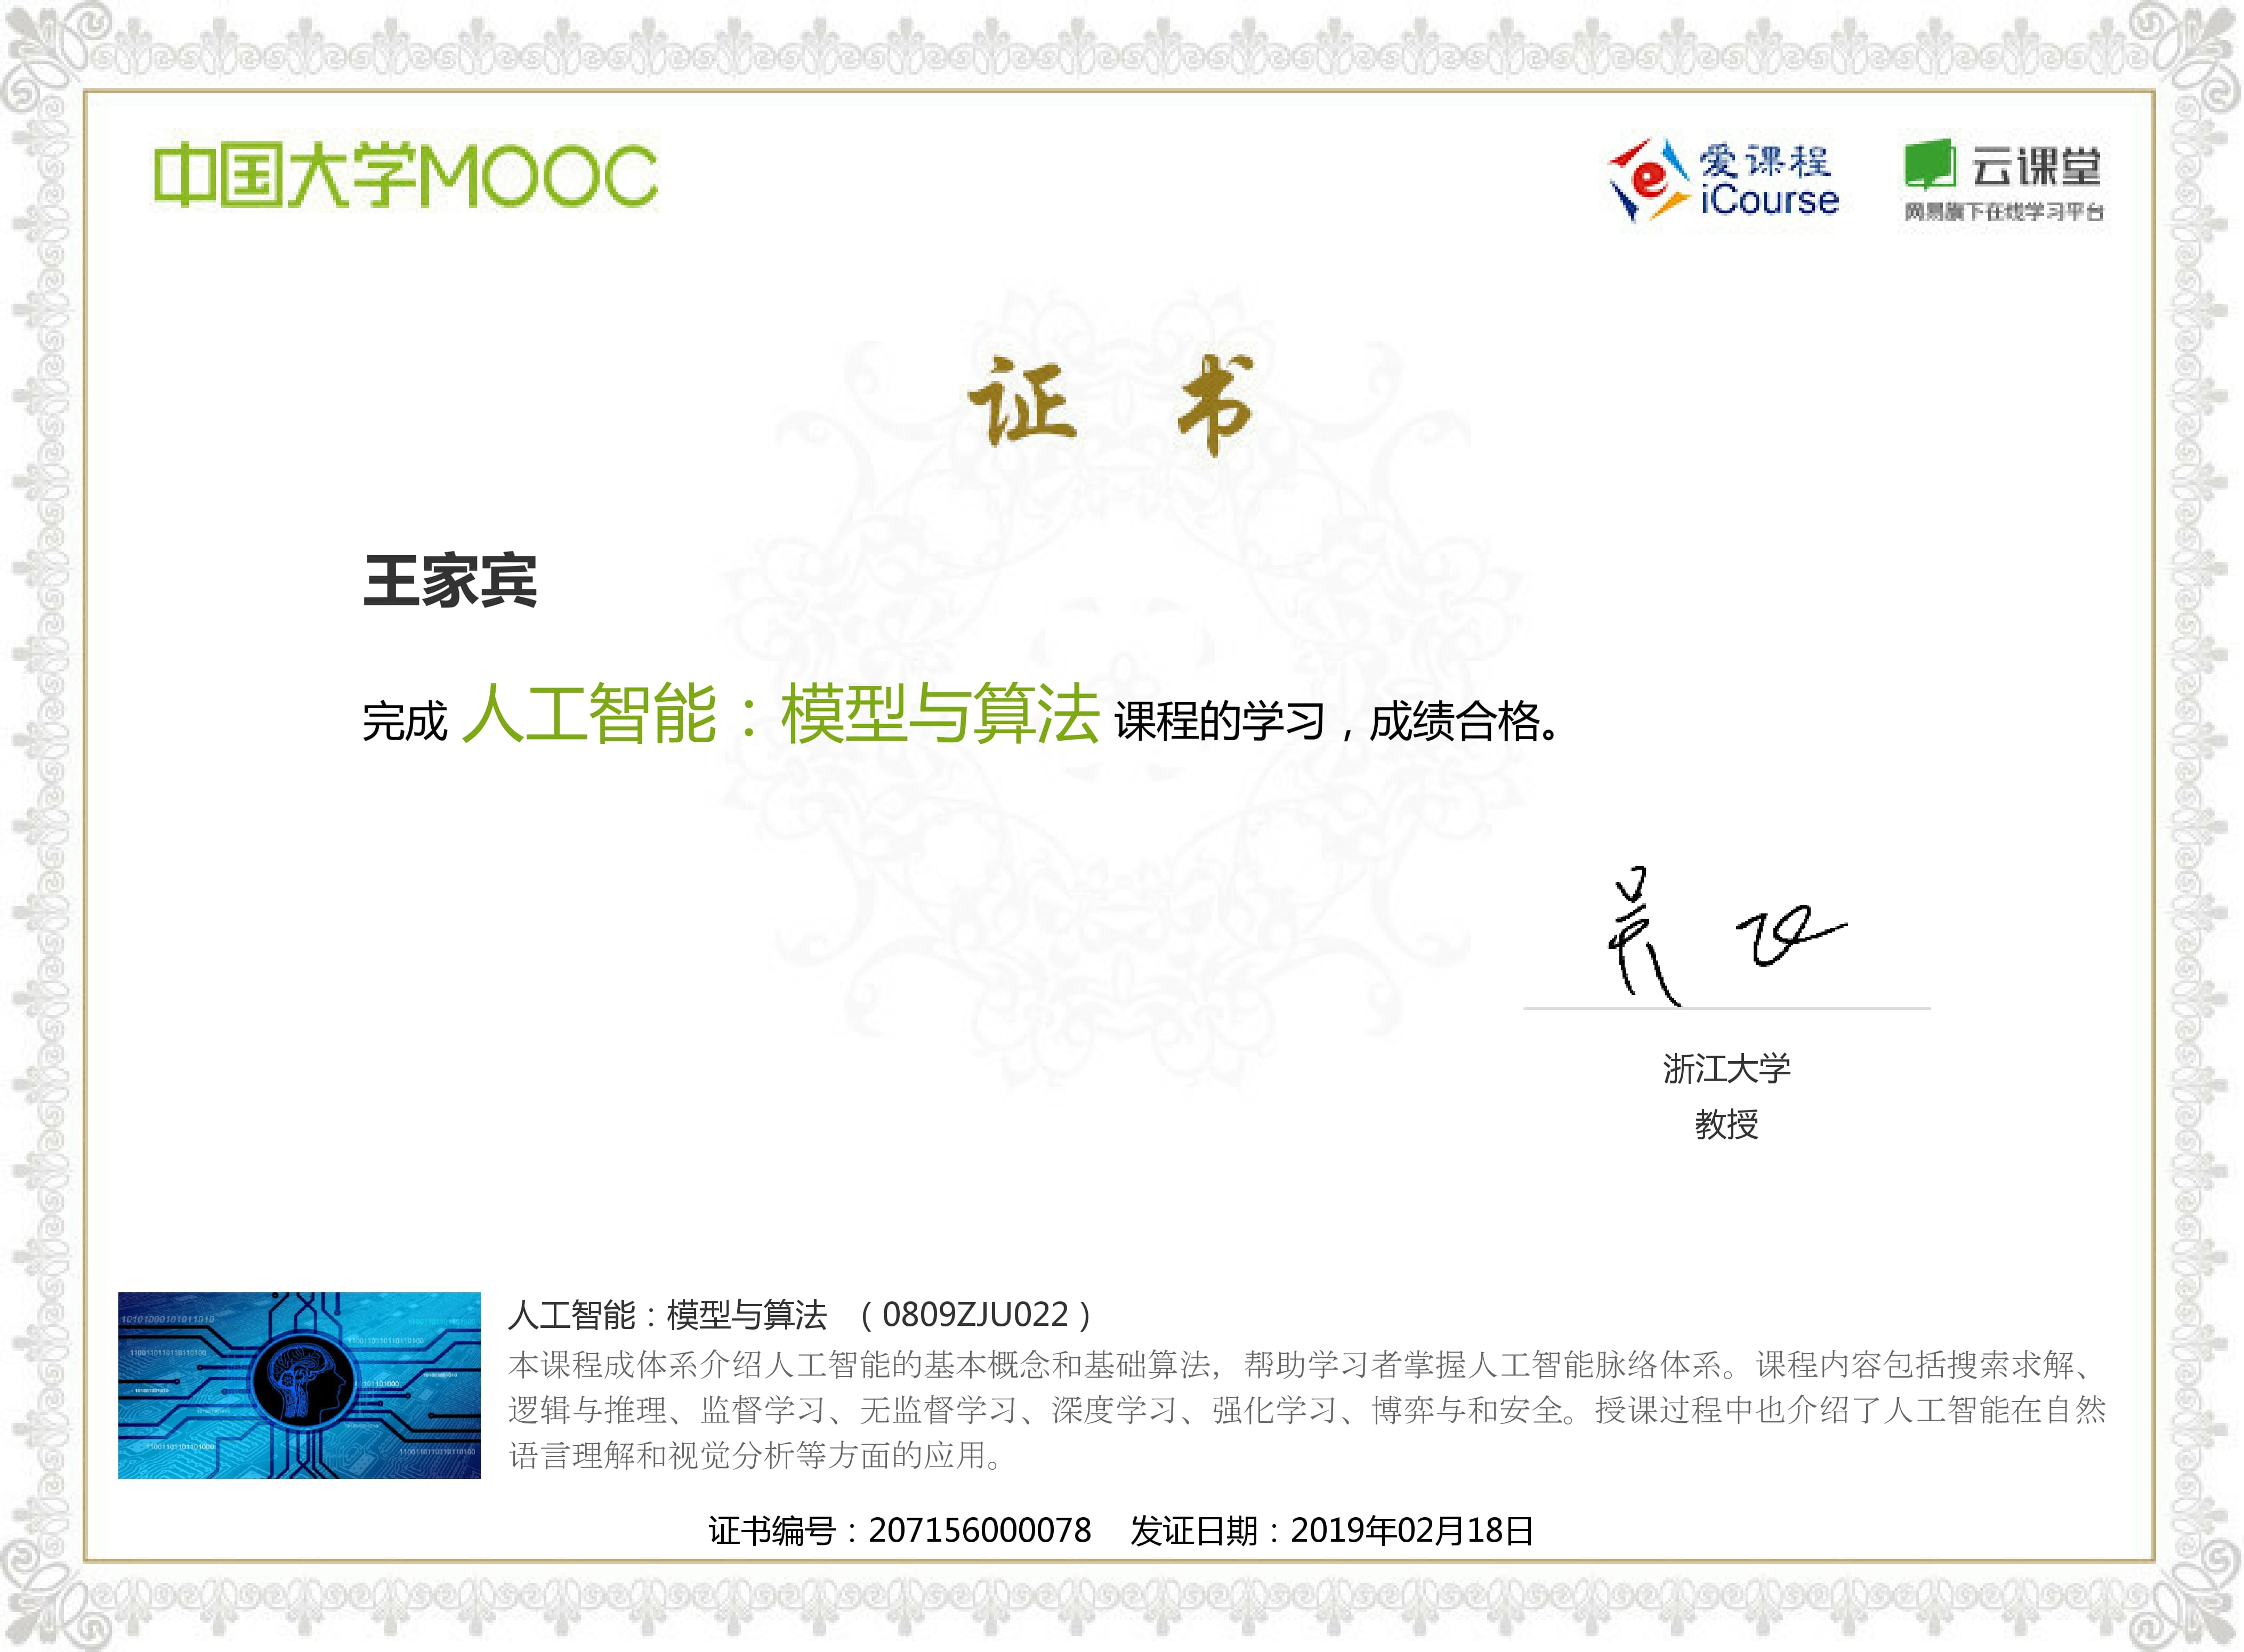 中国大学MOOC
爱课程
iCourse
云课堂
网易旗下在线学习平台
证 书
王家宾
完成 人工智能：模型与算法 课程的学习，成绩合格。
浙江大学
教授
人工智能：模型与算法 （0809ZJU022）
本课程成体系介绍人工智能的基本概念和基础算法，帮助学习者掌握人工智能脉络体系。课程内容包括搜索求解、
逻辑与推理、监督学习、无监督学习、深度学习、强化学习、博弈与和安全。授课过程中也介绍了人工智能在自然
语言理解和视觉分析等方面的应用。
证书编号：207156000078 发证日期：2019年02月18日